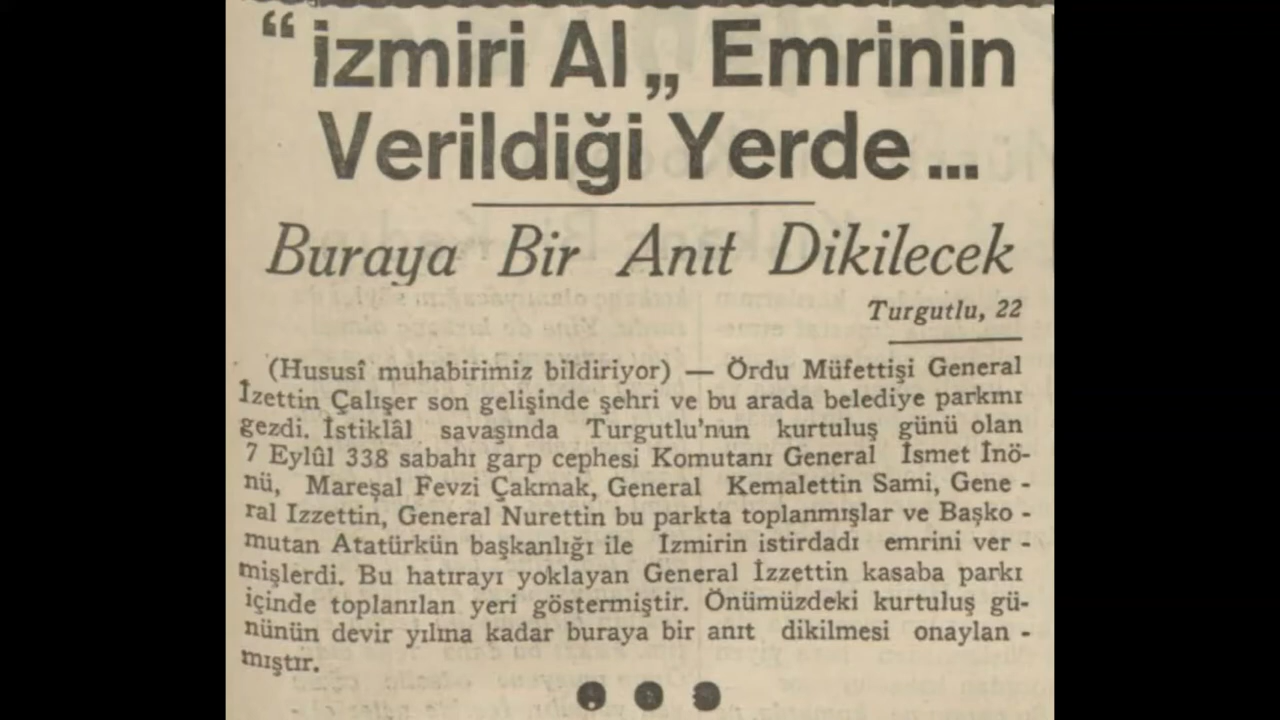 “ izmiri Al „ Emrinin
Verildiği Yerde...
Buraya Bir Anıt Dikilecek
Turgutlu, 22
(Hususî muhabirimiz bildiriyor) — Ördu Müfettişi General
İzettin Çalışer son gelişinde şehri ve bu arada belediye parkını
gezdi. İstiklâl savaşında Turgutlu'nun kurtuluş günü olan
7 Eylûl 338 sabahı garp cephesi Komutanı General İsmet İnö-
nü, Mareşal Fevzi Çakmak, General Kemalettin Sami, Gene -
ral Izzettin, General Nurettin bu parkta toplanmışlar ve Başko -
mutan Atatürkün başkanlığı ile Izmirin istirdadı emrini ver -
mişlerdi. Bu hatırayı yoklayan General İzzettin kasaba parkı
içinde toplanılan yeri göstermiştir. Önümüzdeki kurtuluş gü-
nünün devir yılına kadar buraya bir anıt dikilmesi onaylan -
mıştır.